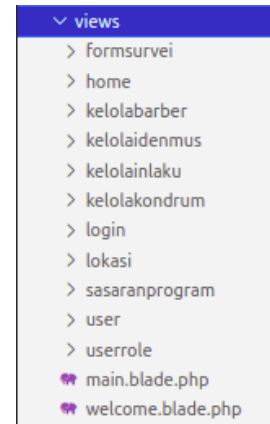 views
formsurvei
home
kelolabarber
kelolaidenmus
kelolainlaku
kelolakondrum
login
lokasi
sasaranprogram
user
userrole
main.blade.php
welcome.blade.php